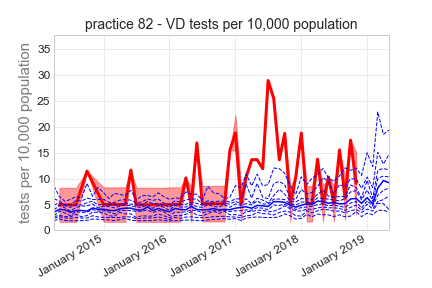 practice 82 - VD tests per 10,000 population
tests per 10,000 population
35
30
25
20
15
10
5
0
January 2015
January 2016
January 2017
January 2018
January 2019